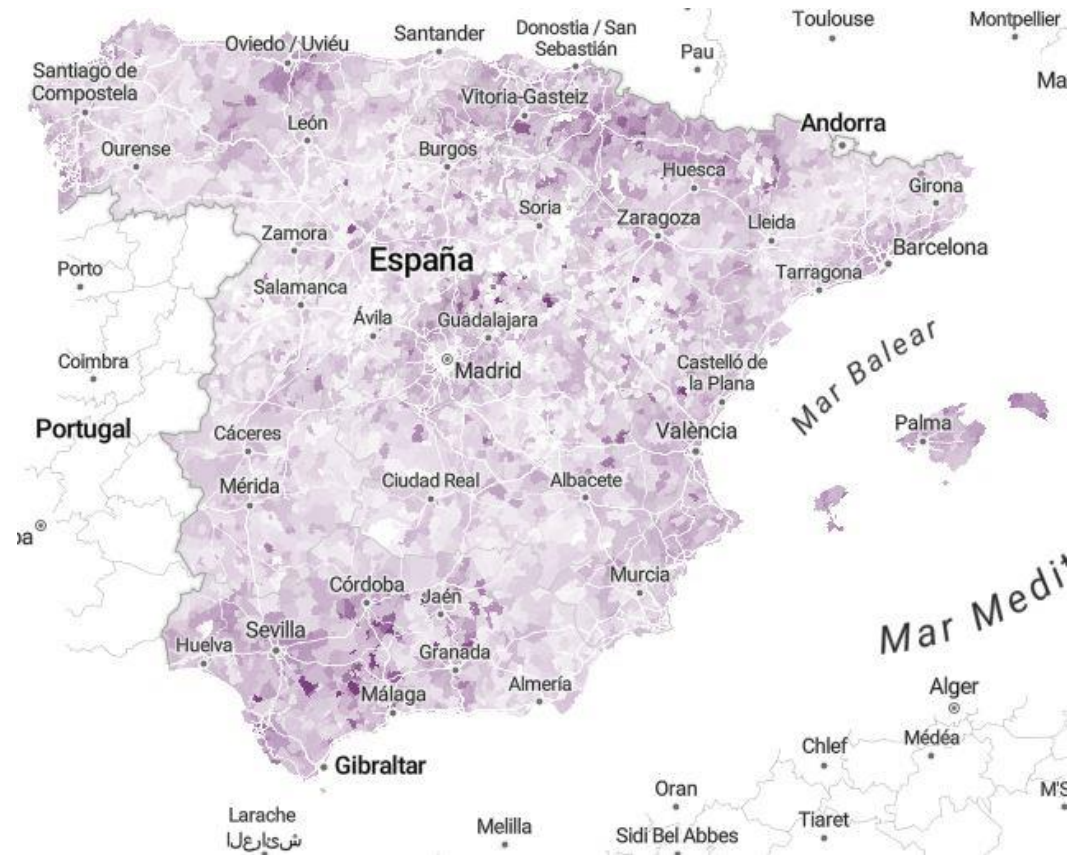 Toulouse
Montpellier
Donostia / San
Sebastián
Santander
Oviedo / Uviéu
Pau
Santiago de
Compostela
Ma
Vitoria-Gasteiz
León
Andorra
Ourense
Burgos
Huesca
Girona
Soria
Zaragoza
Lleida
Zamora
Barcelona
España
Porto
Tarragona
Salamanca
Ávila
Guadalajara
Coimbra
Madrid
Castelló de
la Plana
Mar Balear
Portugal
Cáceres
València
Palma
Mérida
Ciudad Real
Albacete
oa
Córdoba
Jaén
Murcia
Mar Medit
Sevilla
Huelva
Granada
Málaga
Almería
Alger
Gibraltar
Chlef
Médéa
Oran
M'S
Larache
العرائش
Melilla
Sidi Bel Abbes
Tiaret